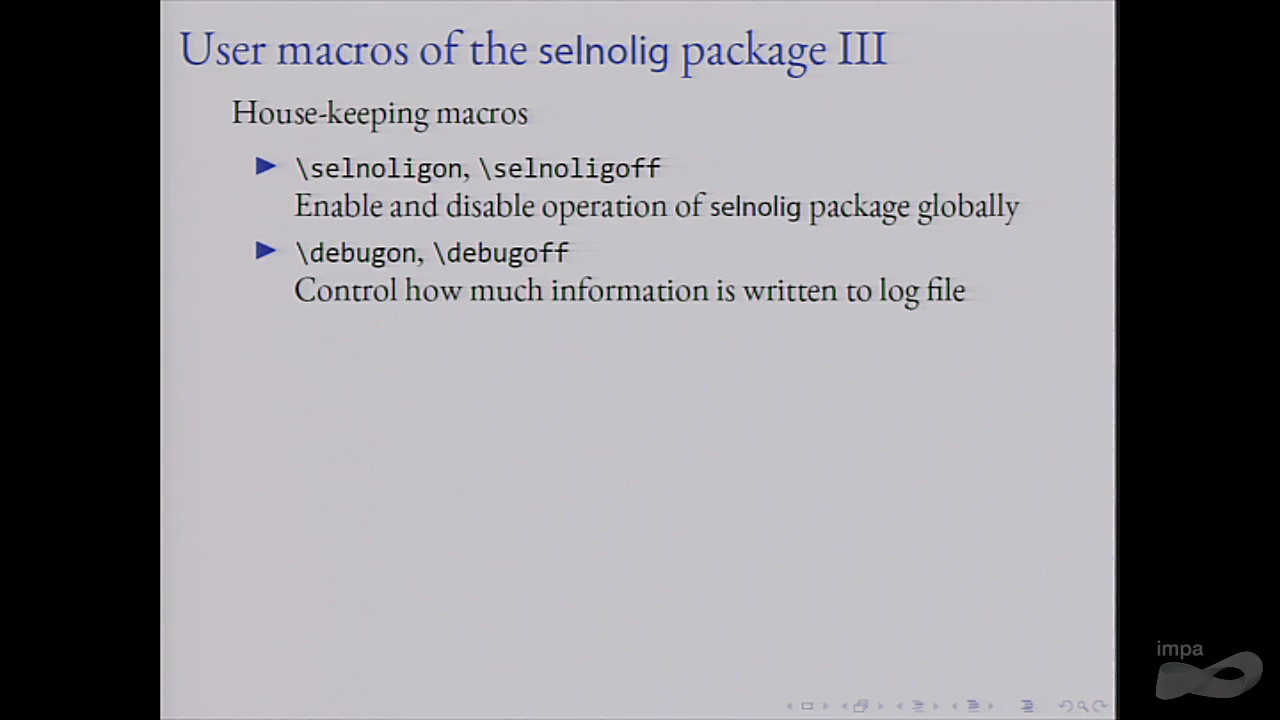 User macros of the selnolig package III
House-keeping macros
\selnoligon, \selnoligoff
Enable and disable operation of selnolig package globally
\debugon, \debugoff
Control how much information is written to log file
impa